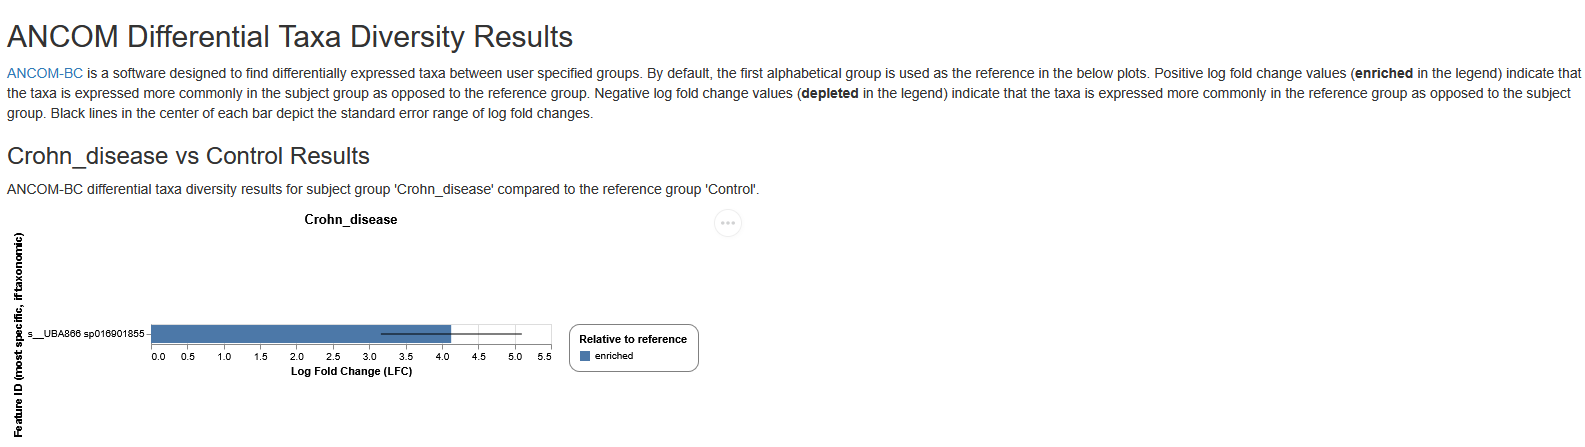 ANCOM Differential Taxa Diversity Results
ANCOM-BC is a software designed to find differentially expressed taxa between user specified groups. By default, the first alphabetical group is used as the reference in the below plots. Positive log fold change values (enriched in the legend) indicate that
the taxa is expressed more commonly in the subject group as opposed to the reference group. Negative log fold change values (depleted in the legend) indicate that the taxa is expressed more commonly in the reference group as opposed to the subject
group. Black lines in the center of each bar depict the standard error range of log fold changes.
Crohn_disease vs Control Results
ANCOM-BC differential taxa diversity results for subject group 'Crohn_disease' compared to the reference group 'Control'.
Crohn_disease
Feature ID (most specific, if taxonomic)
s__UBA866 sp016901855
0.0 0.5 1.0 1.5 2.0 2.5 3.0 3.5 4.0 4.5 5.0 5.5
Log Fold Change (LFC)
Relative to reference
enriched